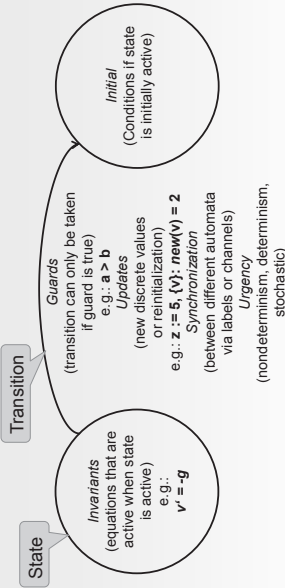 State
Transition
Invariants
(equations that are
active when state
is active)
e.g.:
v‘ = -g
Guards
(transition can only be taken
if guard is true)
e.g.: a > b
Updates
(new discrete values
or reinitialization)
e.g.: z := 5, {v}: new(v) = 2
Synchronization
(between different automata
via labels or channels)
Urgency
(nondeterminism, determinism,
stochastic)
Initial
(Conditions if state
is initially active)